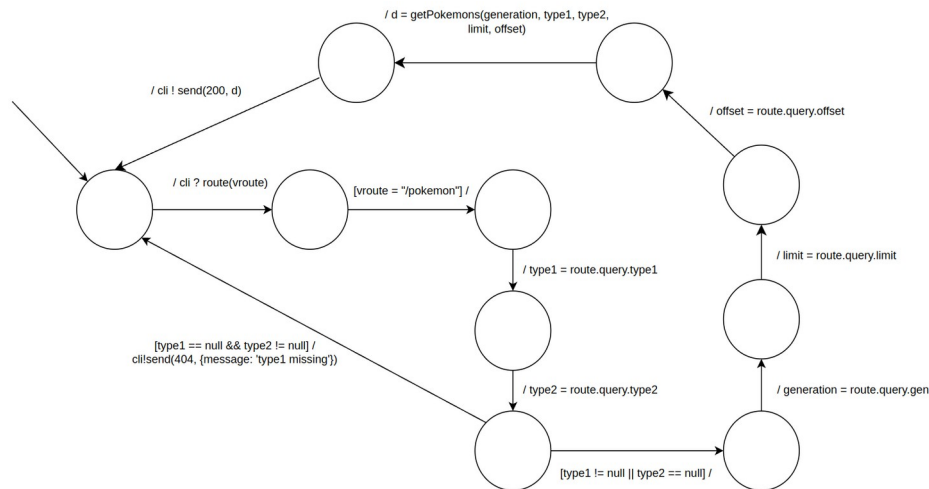 / d = getPokemons(generation, type1, type2,
limit, offset)
/ cli ! send(200, d)
/ offset = route.query.offset
/ cli ? route(vroute)
[vroute = "/pokemon"] /
/ limit = route.query.limit
/ type1 = route.query.type1
[type1 == null && type2 != null] /
cli!send(404, {message: 'type1 missing'})
/ type2 = route.query.type2
/ generation = route.query.gen
[type1 != null || type2 == null] /